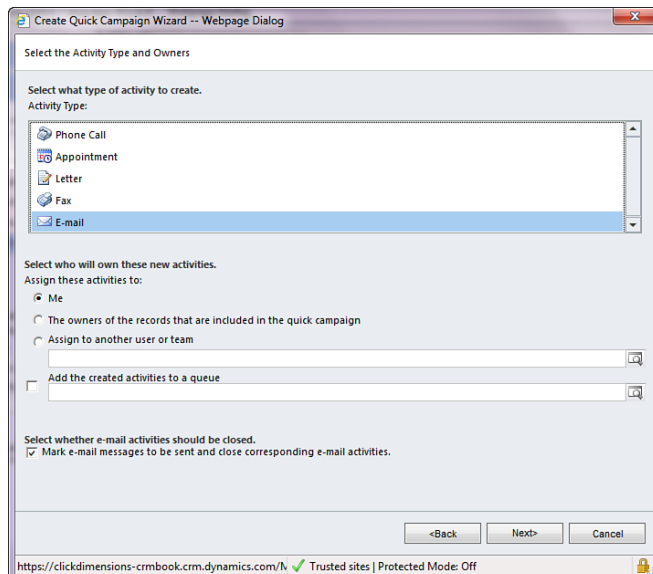 Create Quick Campaign Wizard -- Webpage Dialog
Select the Activity Type and Owners
Select what type of activity to create.
Activity Type:
Phone Call
Appointment
Letter
Fax
E-mail
Select who will own these new activities.
Assign these activities to:
Me
The owners of the records that are included in the quick campaign
Assign to another user or team
Add the created activities to a queue
Select whether e-mail activities should be closed.
Mark e-mail messages to be sent and close corresponding e-mail activities.
<Back Next> Cancel
https://clickdimensions-crmbook.crm.dynamics.com/M Trusted sites | Protected Mode: Off